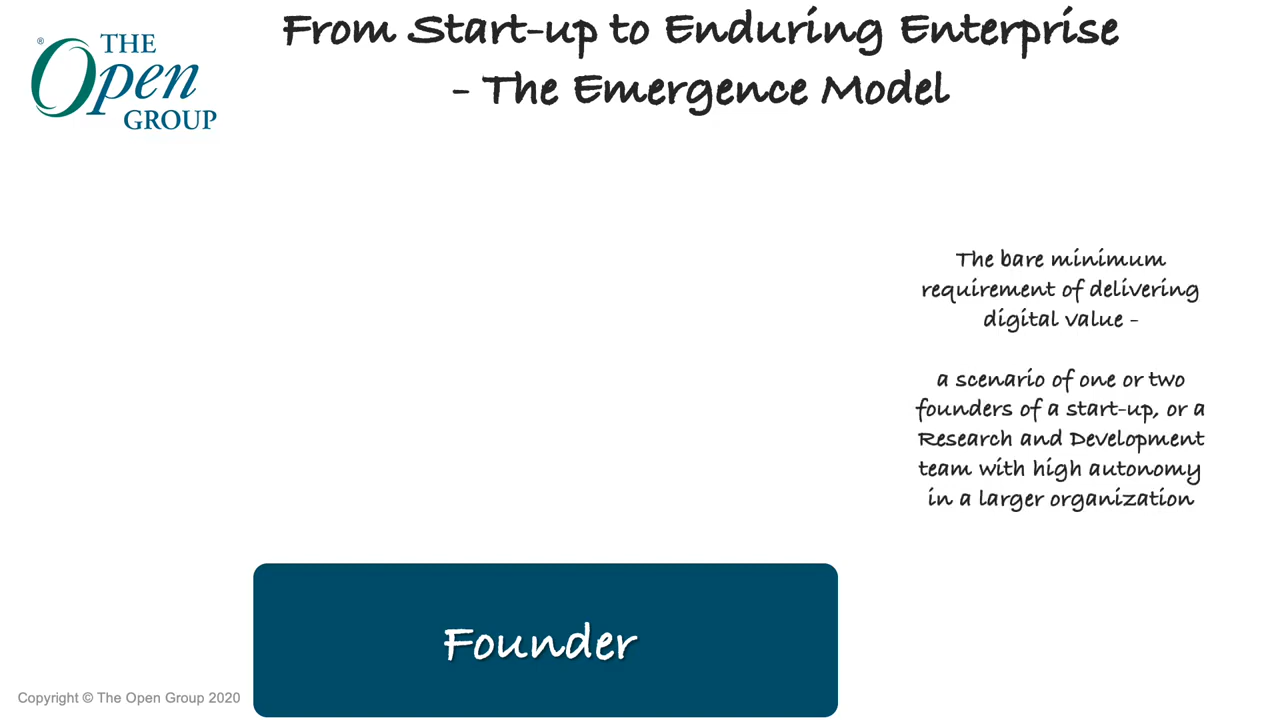 From Start-up to Enduring Enterprise
- The Emergence Model
® THE
Open
GROUP
The bare minimum
requirement of delivering
digital value -
a scenario of one or two
founders of a start-up, or a
Research and Development
team with high autonomy
in a larger organization
Founder
Copyright © The Open Group 2020